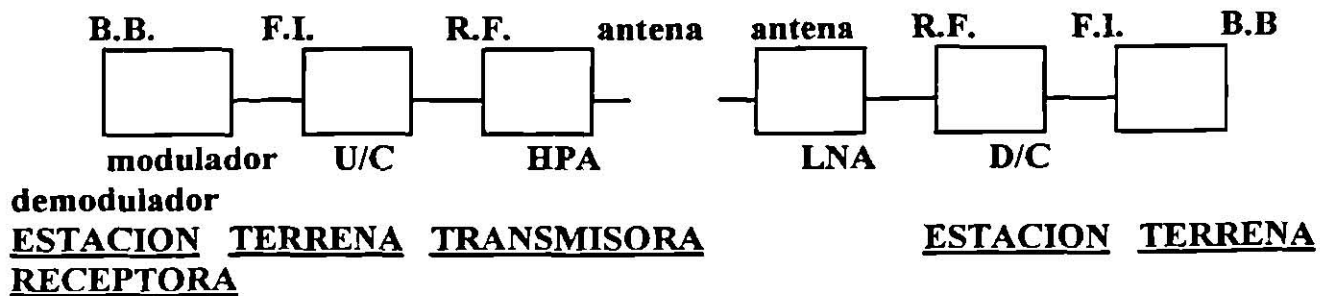 B.B. F.I. R.F. antena antena R.F. F.I. B.B
modulador U/C HPA LNA D/C
demodulador
ESTACION TERRENA TRANSMISORA ESTACION TERRENA
RECEPTORA